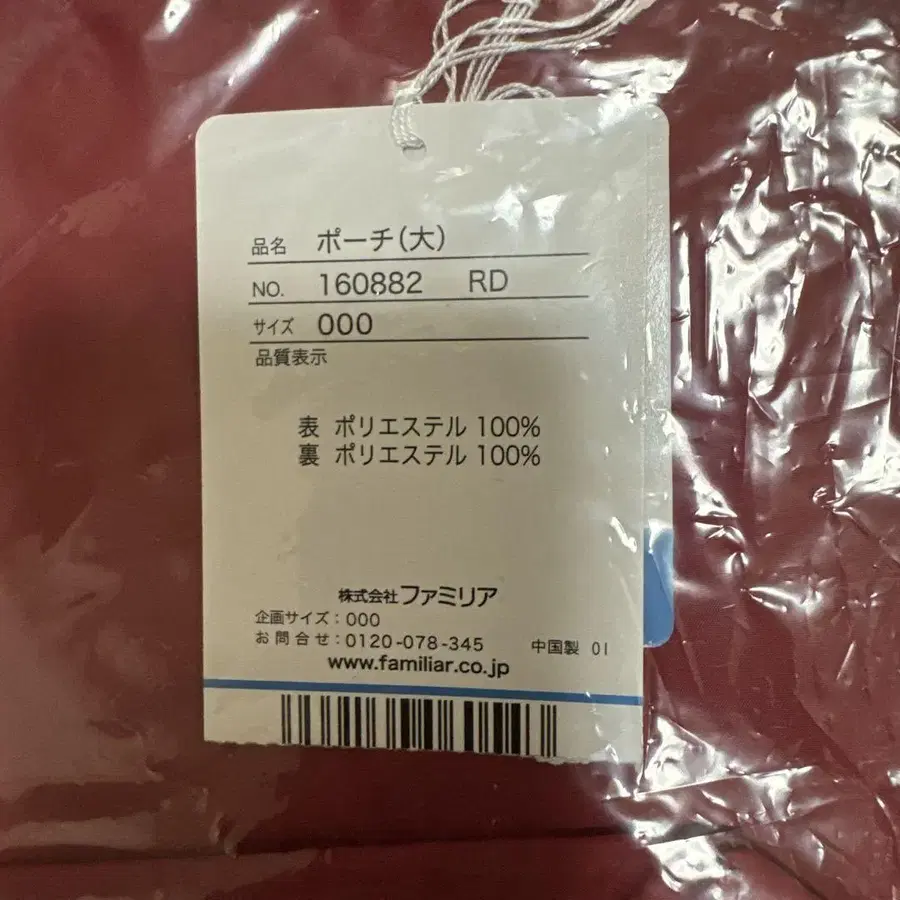 品名 ポーチ(大)
NO. 160882 RD
サイズ 000
品質表示
表 ポリエステル 100%
裏 ポリエステル 100%
株式会社ファミリア
企画サイズ:000
お問合せ:0120-078-345 中国製 01
www.familiar.co.jp